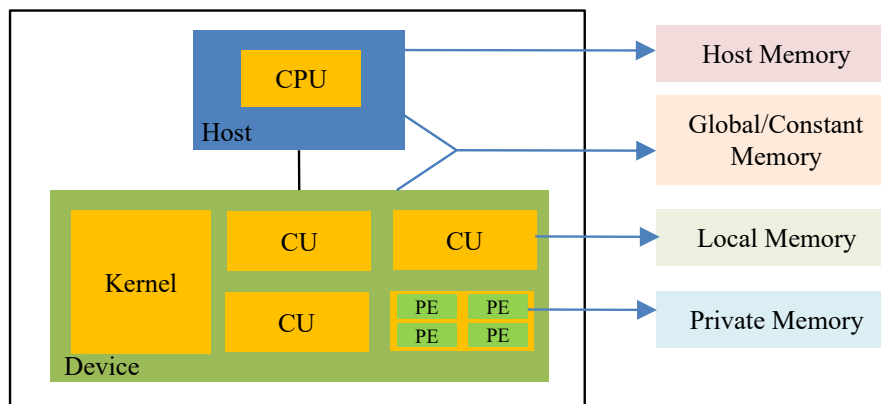 CPU
Host
Host Memory
Global/Constant
Memory
Kernel
CU
CU
Local Memory
CU
PE
PE
PE
PE
Private Memory
Device